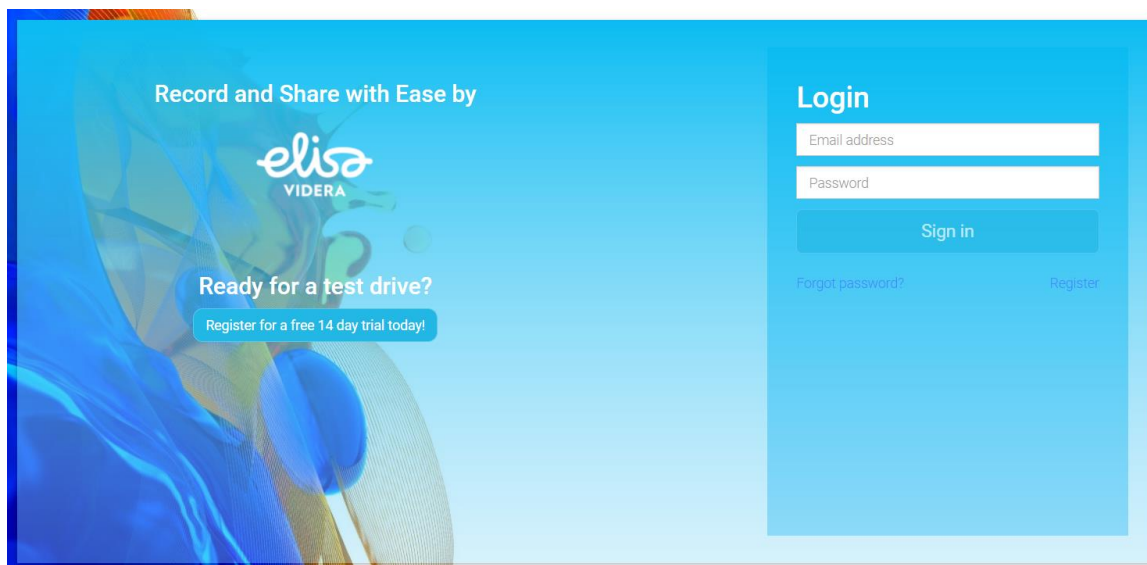 Record and Share with Ease by
elisa
VIDERA
Ready for a test drive?
Register for a free 14 day trial today!
Login
Email address
Password
Sign in
Forgot password?
Register